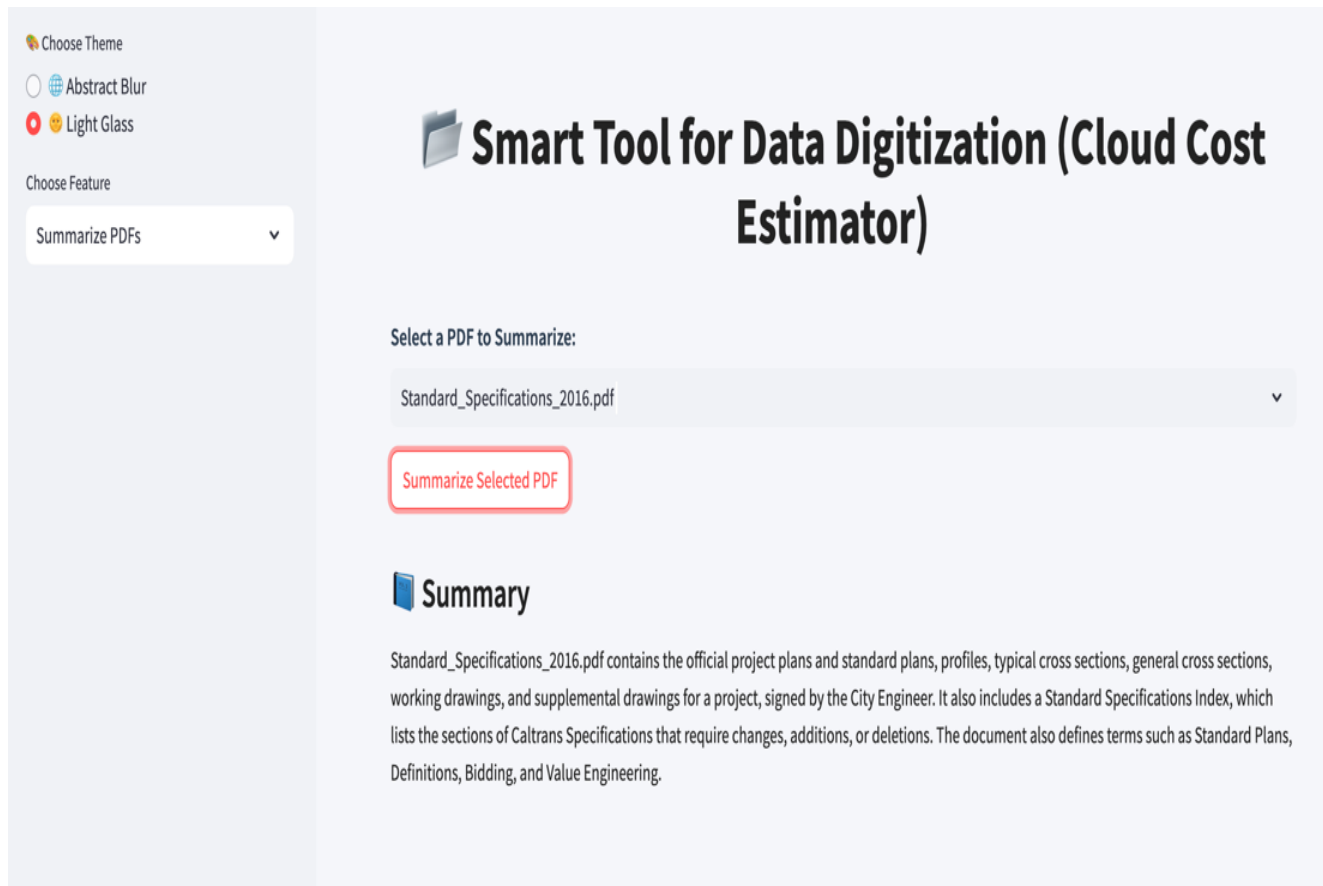 Choose Theme
Abstract Blur
Light Glass
Choose Feature
Summarize PDFs
Smart Tool for Data Digitization (Cloud Cost
Estimator)
Select a PDF to Summarize:
Standard_Specifications_2016.pdf
Summarize Selected PDF
Summary
Standard_Specifications_2016.pdf contains the official project plans and standard plans, profiles, typical cross sections, general cross sections,
working drawings, and supplemental drawings for a project, signed by the City Engineer. It also includes a Standard Specifications Index, which
lists the sections of Caltrans Specifications that require changes, additions, or deletions. The document also defines terms such as Standard Plans,
Definitions, Bidding, and Value Engineering.